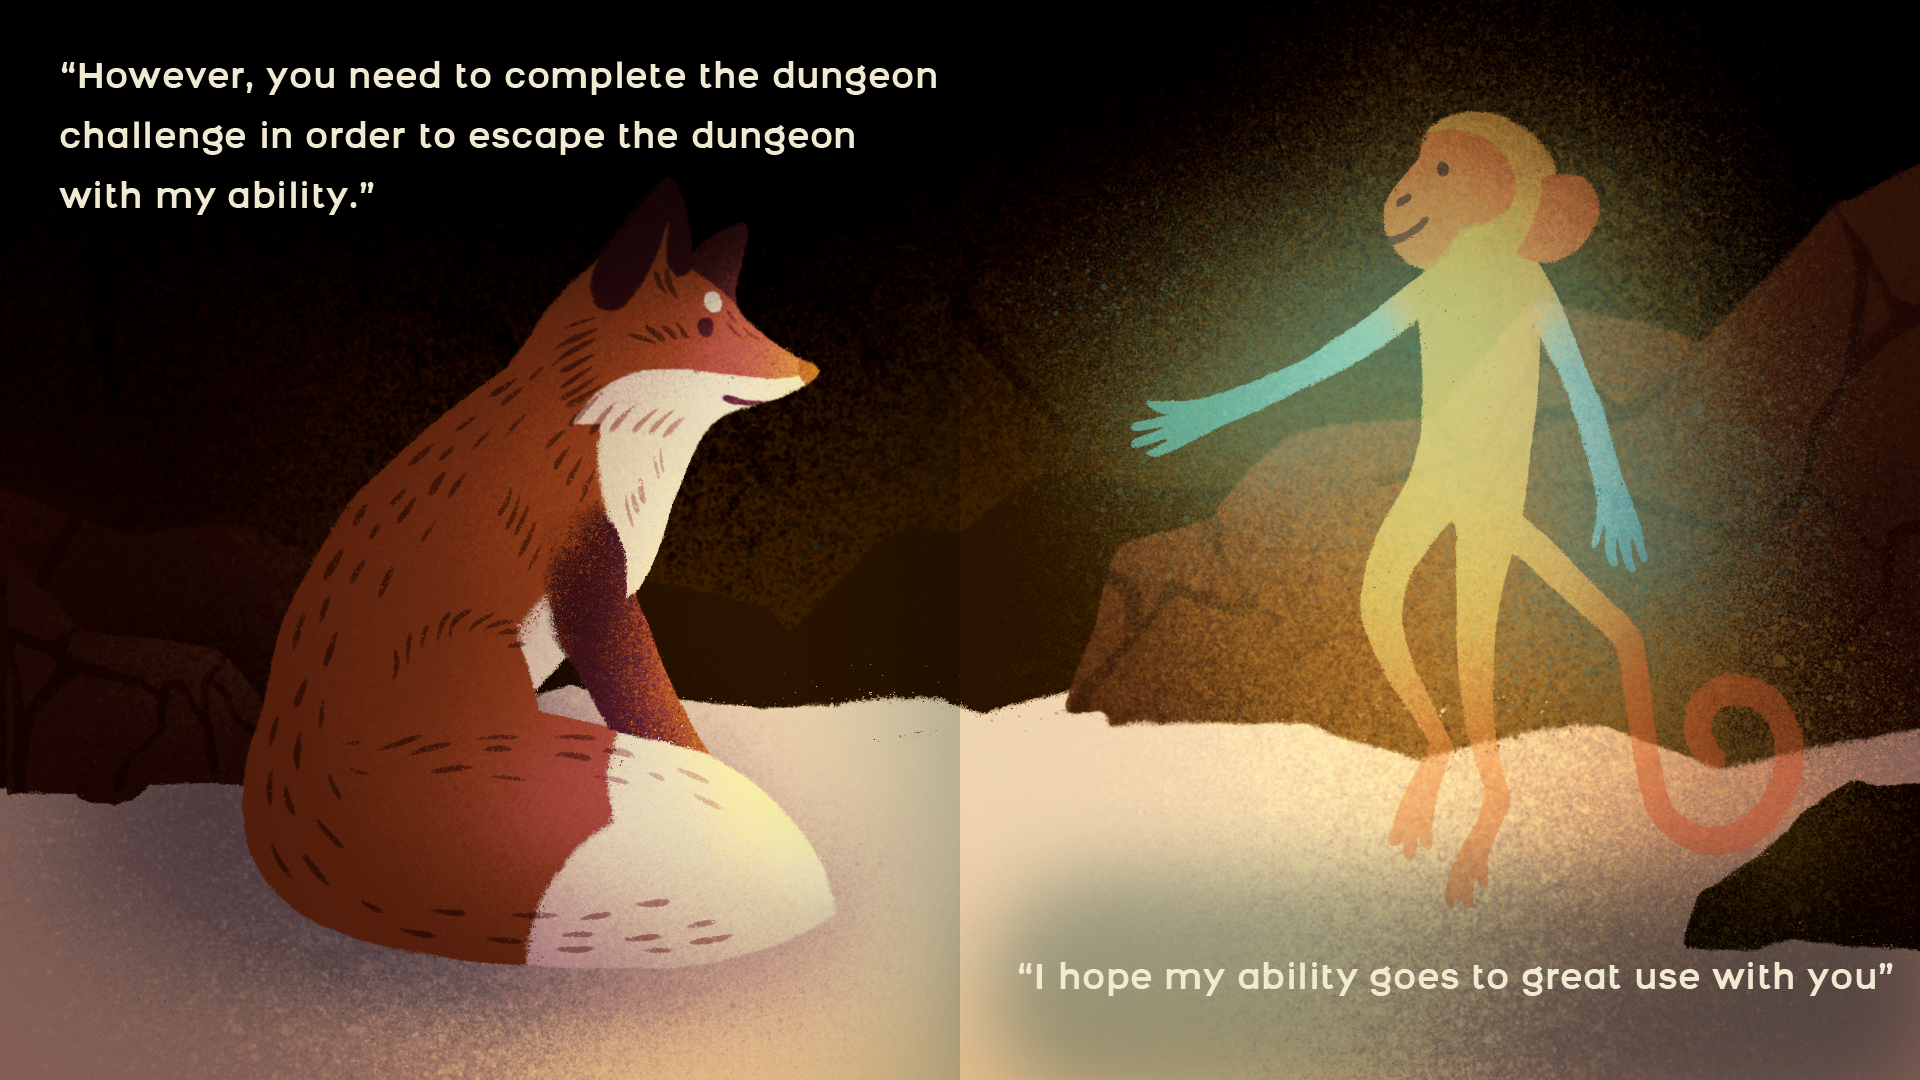 “However, you need to complete the dungeon
challenge in order to escape the dungeon
with my ability.”
“I hope my ability goes to great use with you”